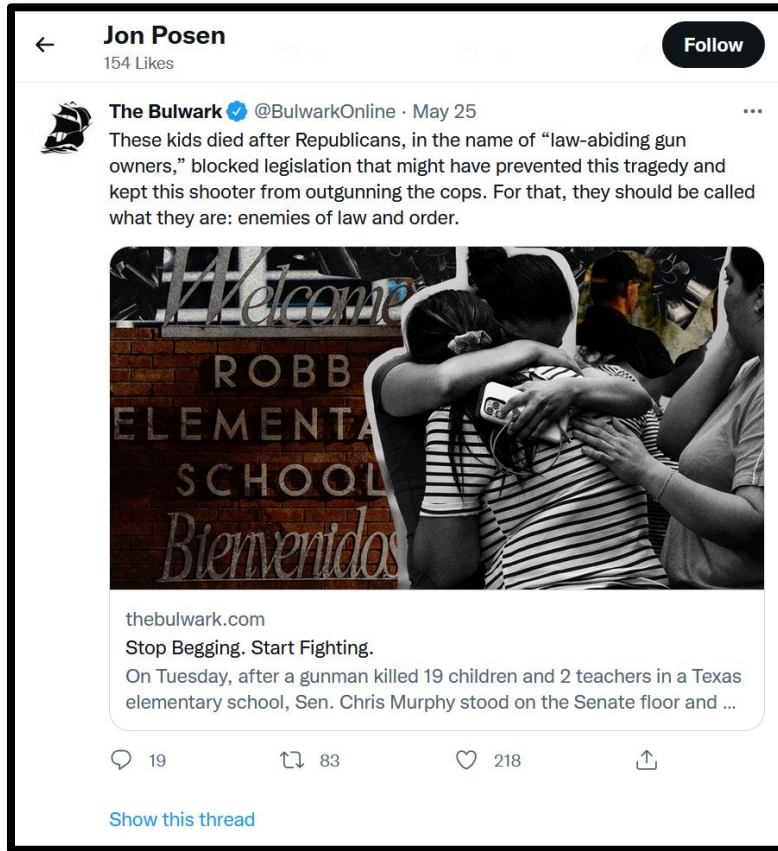 Jon Posen
154 Likes
Follow
The Bulwark @BulwarkOnline · May 25
These kids died after Republicans, in the name of “law-abiding gun
owners,” blocked legislation that might have prevented this tragedy and
kept this shooter from outgunning the cops. For that, they should be called
what they are: enemies of law and order.
Welcome
ROBB
ELEMENTA
SCHOOL
Bienvenidos
thebulwark.com
Stop Begging. Start Fighting.
On Tuesday, after a gunman killed 19 children and 2 teachers in a Texas
elementary school, Sen. Chris Murphy stood on the Senate floor and ...
19 83 218
Show this thread